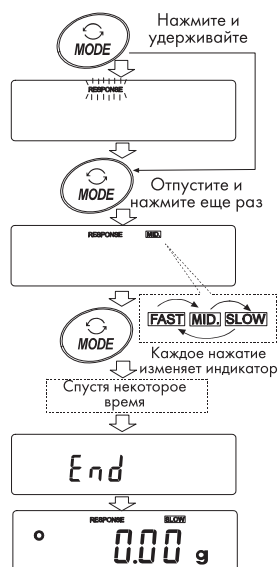 Нажмите и
удерживайте
MODE
RESPONSE
MODE
Отпустите и
нажмите еще раз
RESPONSE MID.
FAST MID. SLOW
MODE
Каждое нажатие
изменяет индикатор
Спустя некоторое
время
End
RESPONSE SLOW
o 0.00 g